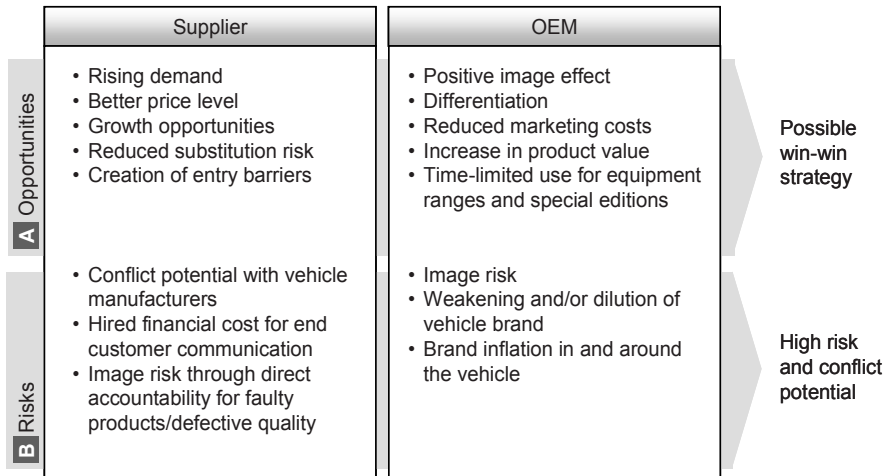 Supplier
OEM
A Opportunities
• Rising demand
• Better price level
• Growth opportunities
• Reduced substitution risk
• Creation of entry barriers
• Positive image effect
• Differentiation
• Reduced marketing costs
• Increase in product value
• Time-limited use for equipment
ranges and special editions
Possible
win-win
strategy
B Risks
• Conflict potential with vehicle
manufacturers
• Hired financial cost for end
customer communication
• Image risk through direct
accountability for faulty
products/defective quality
• Image risk
• Weakening and/or dilution of
vehicle brand
• Brand inflation in and around
the vehicle
High risk
and conflict
potential